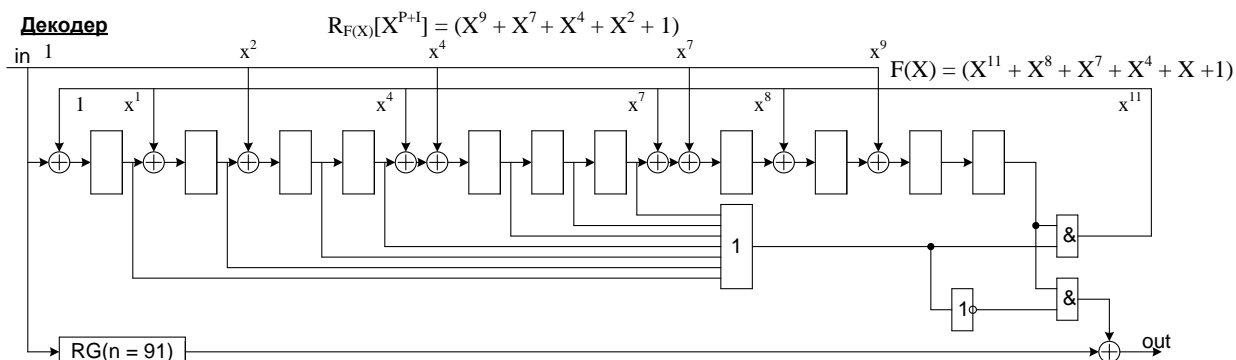 Декодер
R_{F(X)}[X^{P+I}] = (X^9 + X^7 + X^4 + X^2 + 1)
in 1 x^2 x^4 x^7 x^9
F(X) = (X^{11} + X^8 + X^7 + X^4 + X +1)
1 x^1 x^4 x^7 x^8 x^{11}
1
&
&
1
RG(n = 91)
out